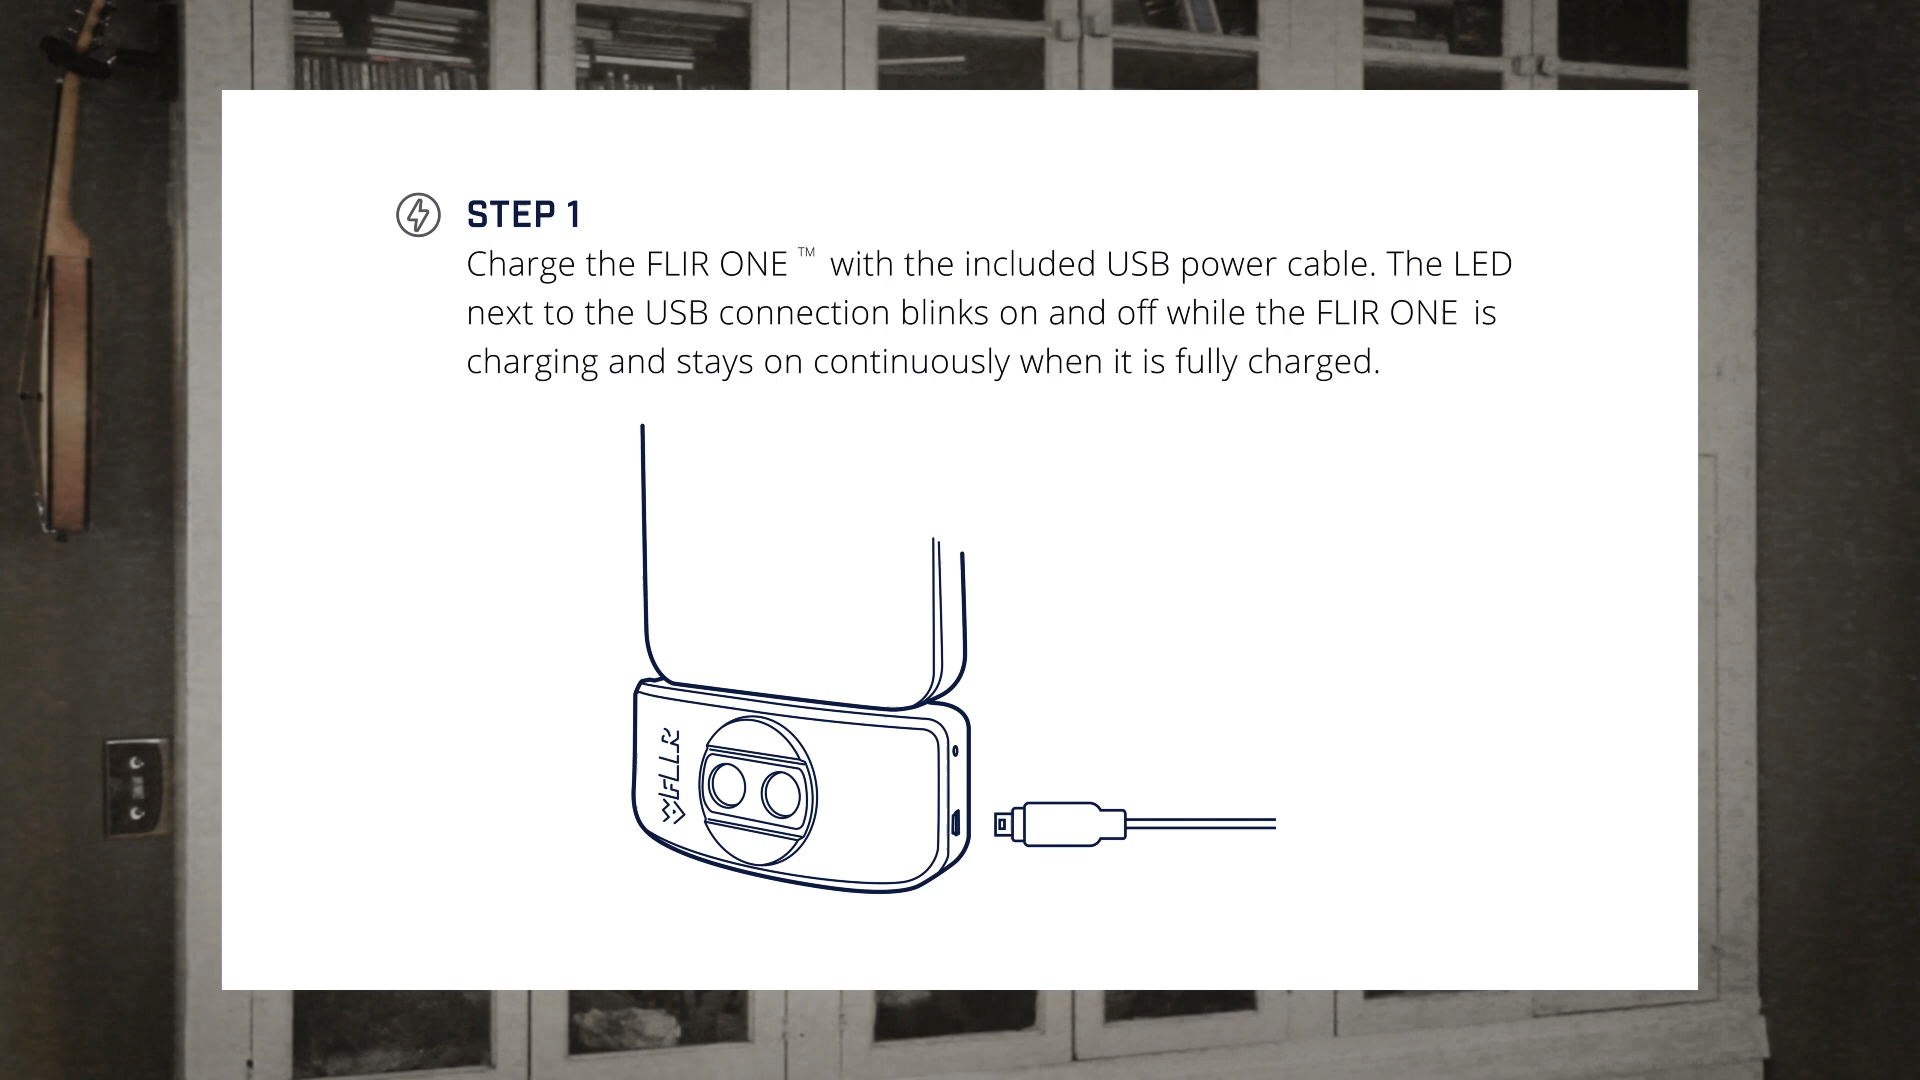 STEP 1
Charge the FLIR ONE ™ with the included USB power cable. The LED
next to the USB connection blinks on and off while the FLIR ONE is
charging and stays on continuously when it is fully charged.
FLIR